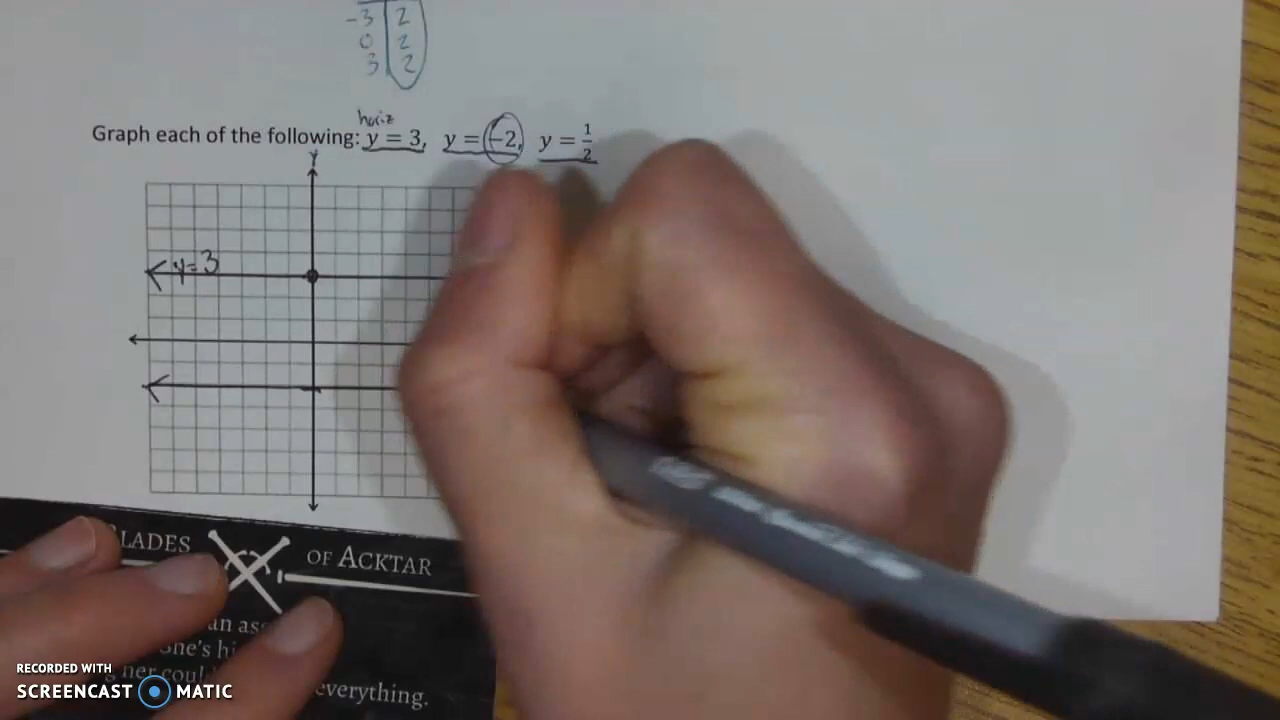 -3 2
0 2
3 2
horiz
Graph each of the following: y = 3, y = -2, y = 1/2
y
y=3
BLADES OF ACKTAR
everything.
RECORDED WITH
SCREENCAST MATIC